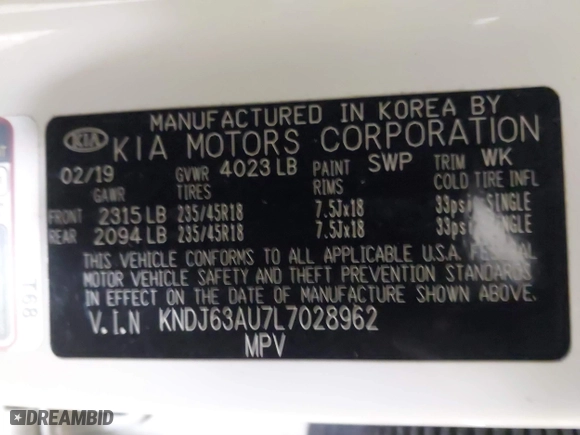 MANUFACTURED IN KOREA BY
KIA KIA MOTORS CORPORATION
02/19 GVWR 4023 LB PAINT SWP TRIM WK
GAWR TIRES RIMS COLD TIRE INFL
FRONT 2315 LB 235/45R18 7.5Jx18 33psi SINGLE
REAR 2094 LB 235/45R18 7.5Jx18 33psi SINGLE
THIS VEHICLE CONFORMS TO ALL APPLICABLE U.S.A. FEDERAL
MOTOR VEHICLE SAFETY AND THEFT PREVENTION STANDARDS
IN EFFECT ON THE DATE OF MANUFACTURE SHOWN ABOVE.
V.I.N KNDJ63AU7L7028962
MPV
T68
DREAMBID